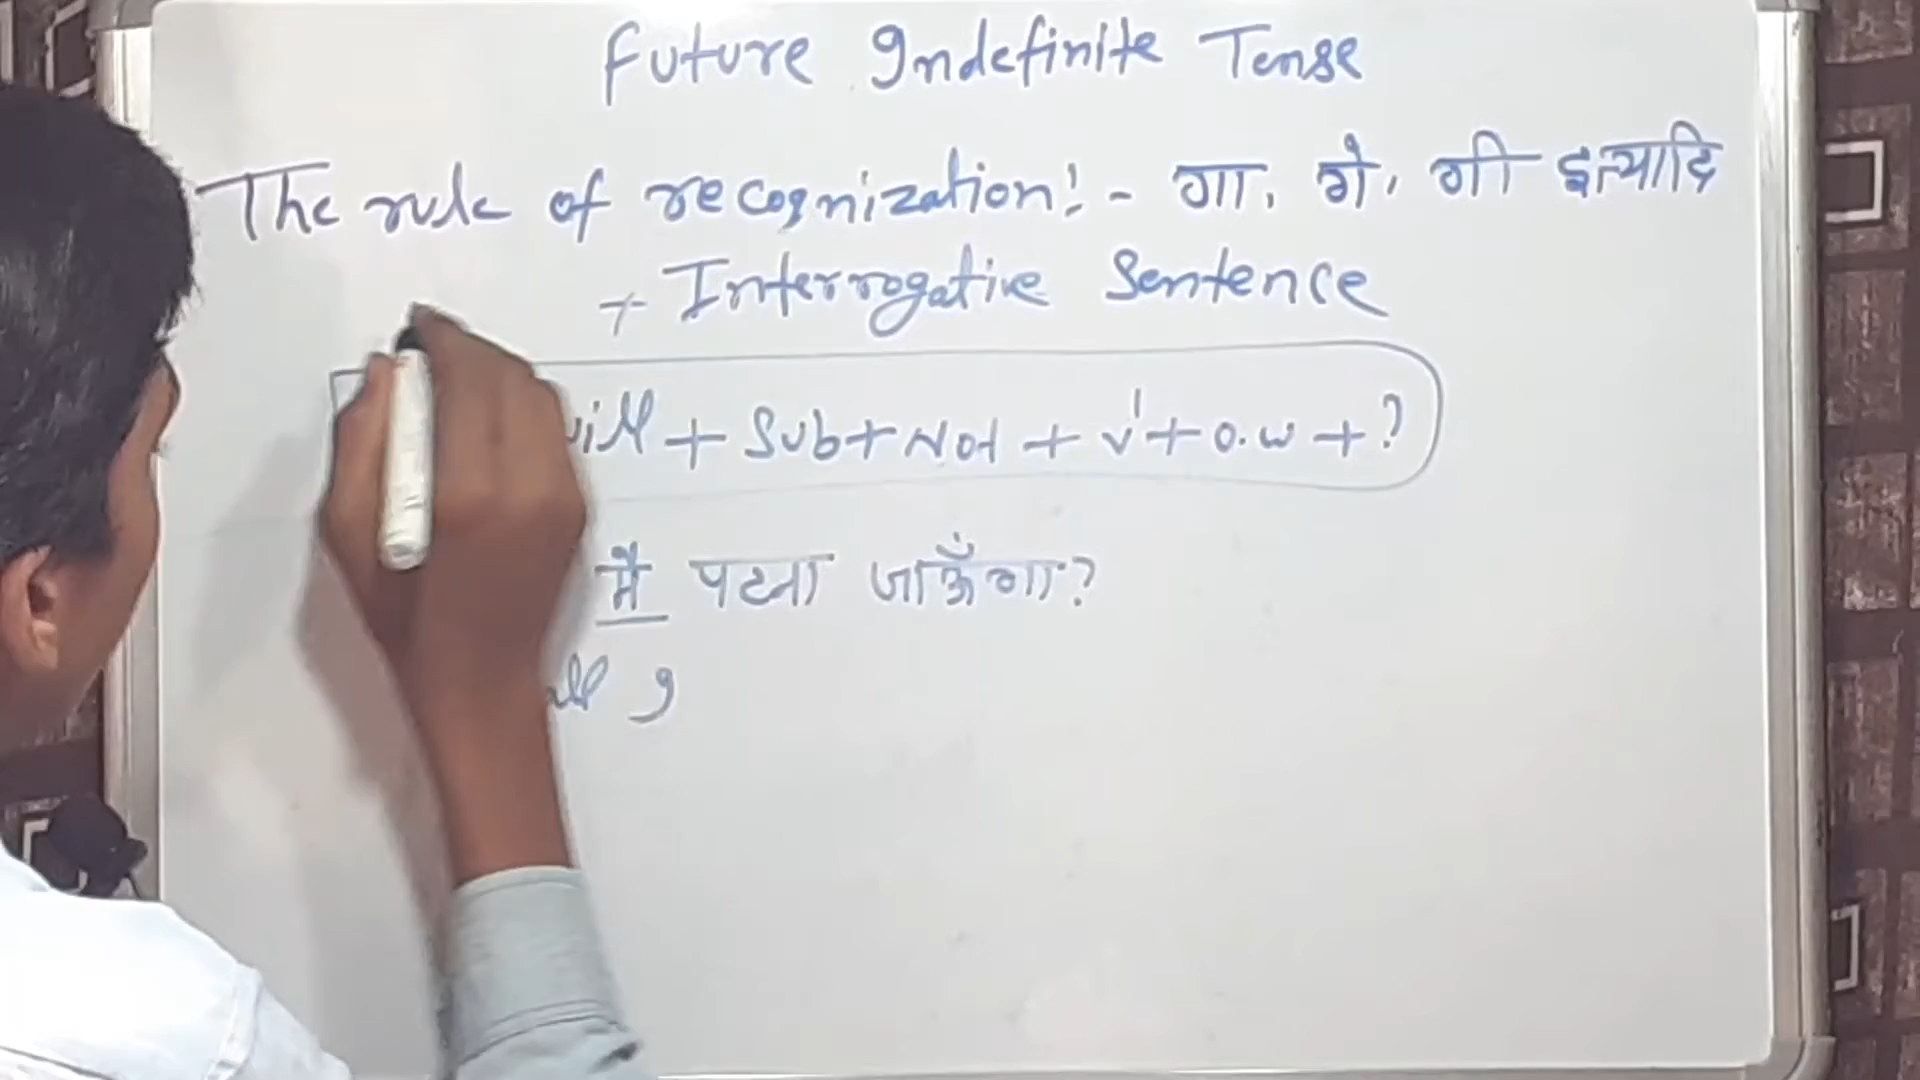 Future Indefinite Tense
The rule of recognization:- गा, गे, गी इत्यादि
+ Interrogative Sentence
will + Sub + Not + v¹ + o.w + ?
मैं पटना जाऊँगा?
I